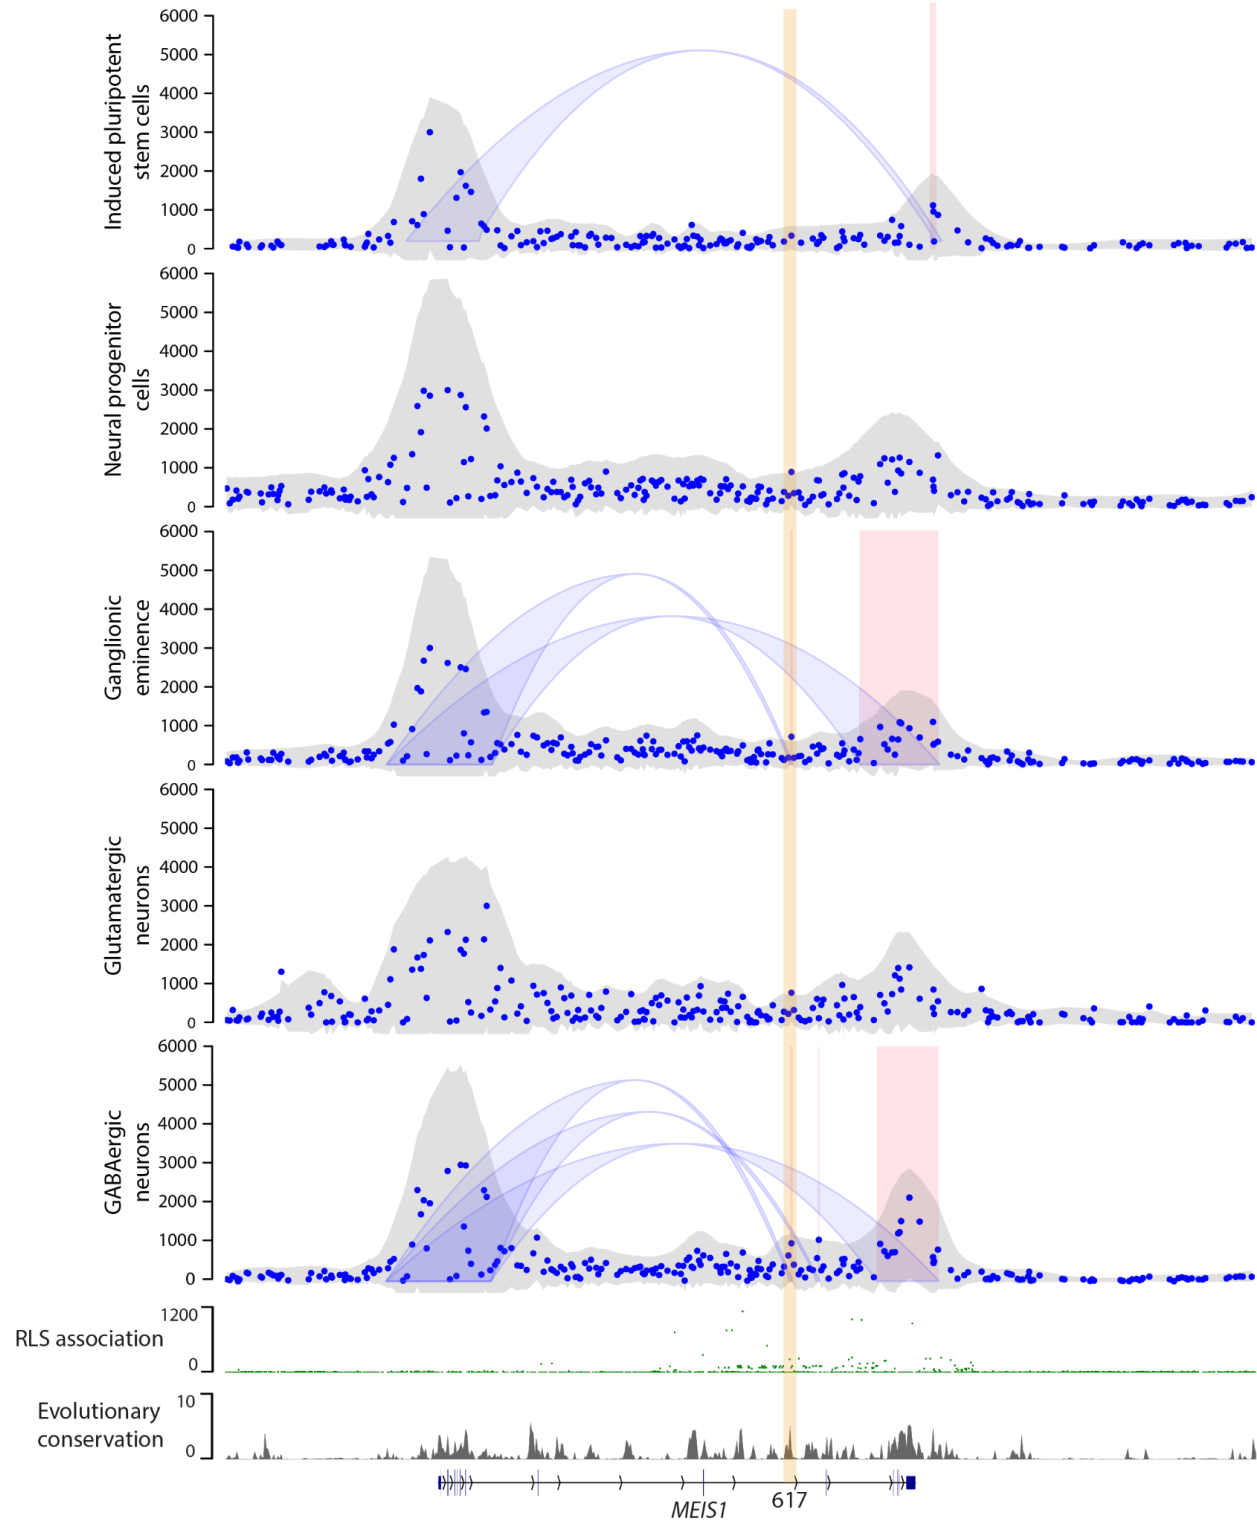 6000
5000
4000
3000
2000
1000
0
Induced pluripotent
stem cells
6000
5000
4000
3000
2000
1000
0
Neural progenitor
cells
6000
5000
4000
3000
2000
1000
0
Ganglionic
eminence
6000
5000
4000
3000
2000
1000
0
Glutamatergic
neurons
6000
5000
4000
3000
2000
1000
0
GABAergic
neurons
1200
RLS association
0
10
Evolutionary
conservation
0
MEIS1
617